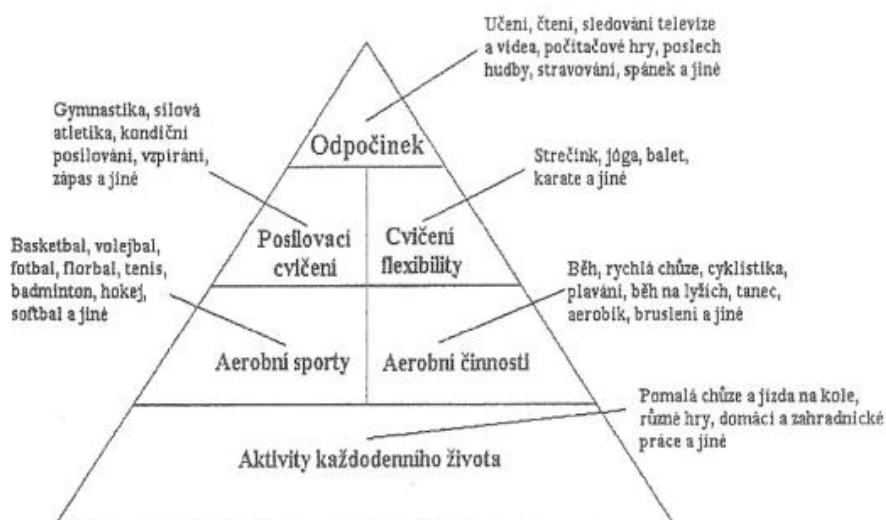 Učení, čtení, sledování televize
a videa, počítačové hry, poslech
hudby, stravování, spánek a jiné
Gymnastika, silová
atletika, kondiční
posilování, vzpírání,
zápas a jiné
Odpočinek
Strečink, jóga, balet,
karate a jiné
Posilovací
cvičení
Cvičení
flexibility
Basketbal, volejbal,
fotbal, florbal, tenis,
badminton, hokej,
softbal a jiné
Běh, rychlá chůze, cyklistika,
plavání, běh na lyžích, tanec,
aerobik, bruslení a jiné
Aerobní sporty
Aerobní činnosti
Pomalá chůze a jízda na kole,
různé hry, domácí a zahradnické
práce a jiné
Aktivity každodenního života